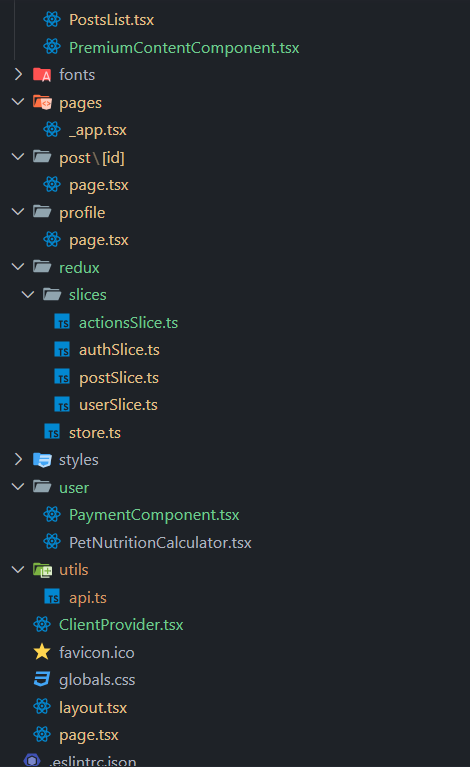 PostsList.tsx
PremiumContentComponent.tsx
fonts
pages
_app.tsx
post\[id]
page.tsx
profile
page.tsx
redux
slices
TS actionsSlice.ts
TS authSlice.ts
TS postSlice.ts
TS userSlice.ts
TS store.ts
styles
user
PaymentComponent.tsx
PetNutritionCalculator.tsx
utils
TS api.ts
ClientProvider.tsx
favicon.ico
globals.css
layout.tsx
page.tsx
.eslintrc.json